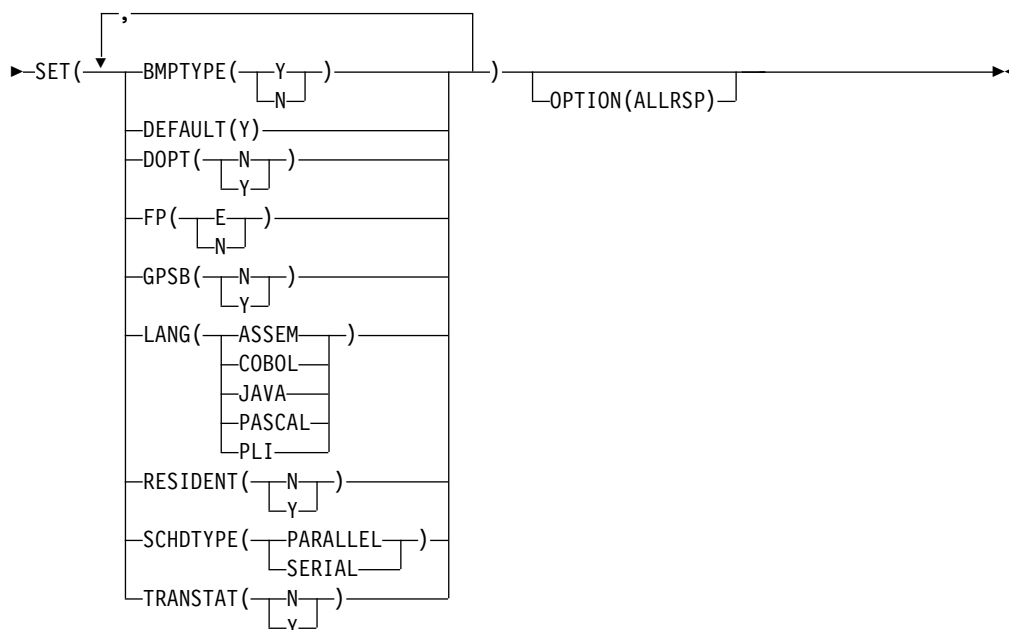 ,
SET( BMPTYPE( Y ) ) OPTION(ALLRSP)
N
DEFAULT(Y)
DOPT( N )
Y
FP( E )
N
GPSB( N )
Y
LANG( ASSEM )
COBOL
JAVA
PASCAL
PLI
RESIDENT( N )
Y
SCHDTYPE( PARALLEL )
SERIAL
TRANSTAT( N )
Y